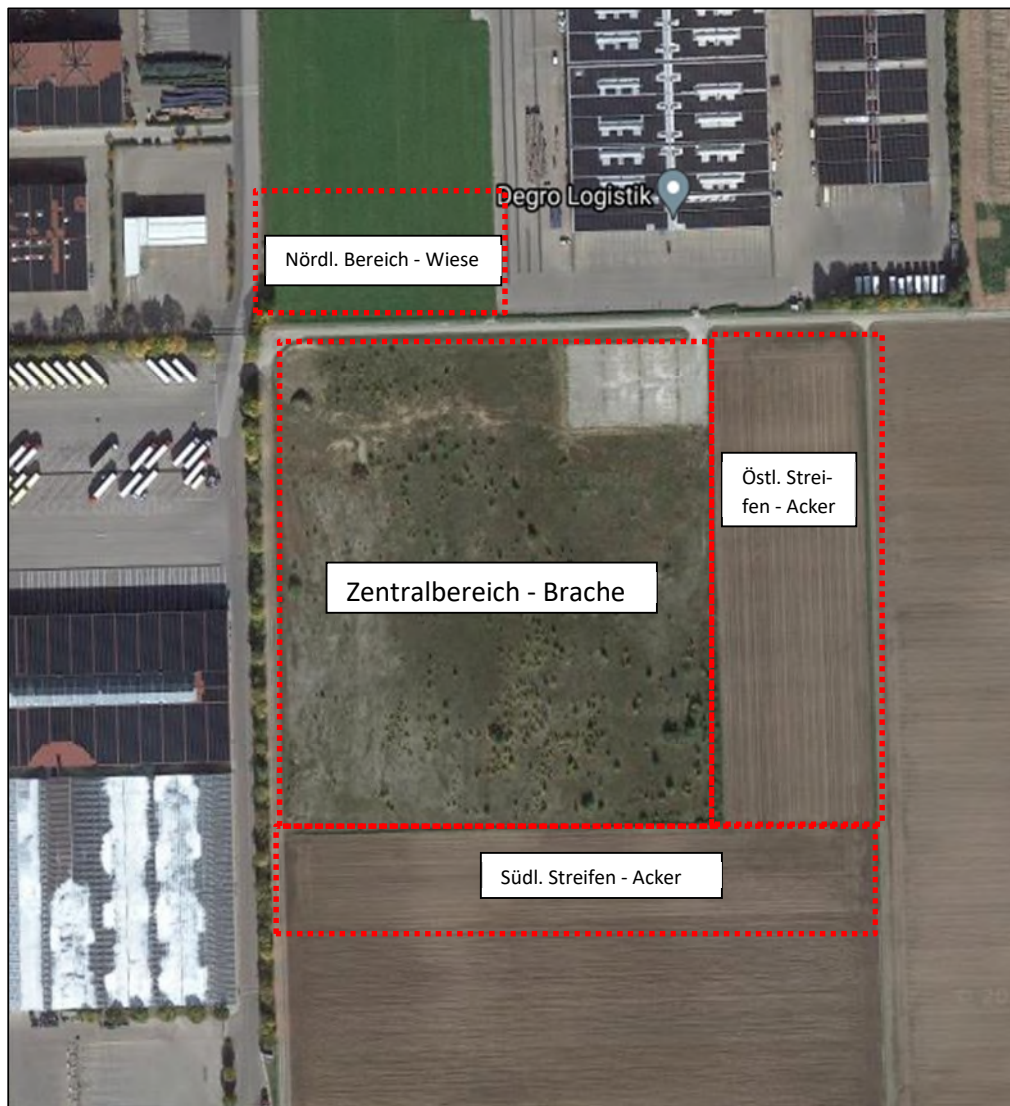 Degro Logistik
Nördl. Bereich - Wiese
Östl. Strei-
fen - Acker
Zentralbereich - Brache
Südl. Streifen - Acker